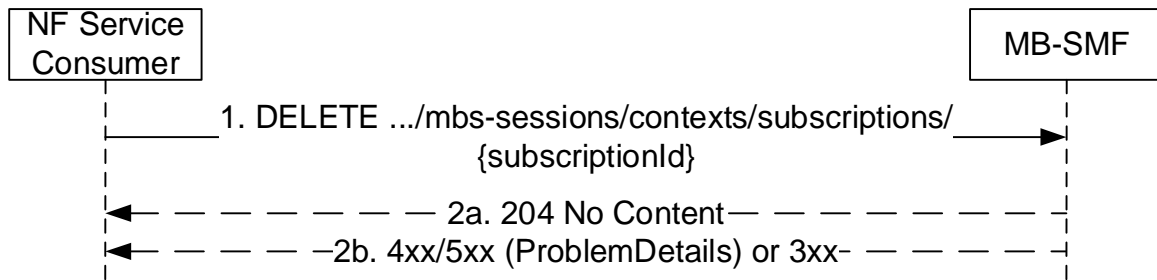 NF Service
Consumer
MB-SMF
1. DELETE .../mbs-sessions/contexts/subscriptions/
{subscriptionId}
2a. 204 No Content
2b. 4xx/5xx (ProblemDetails) or 3xx